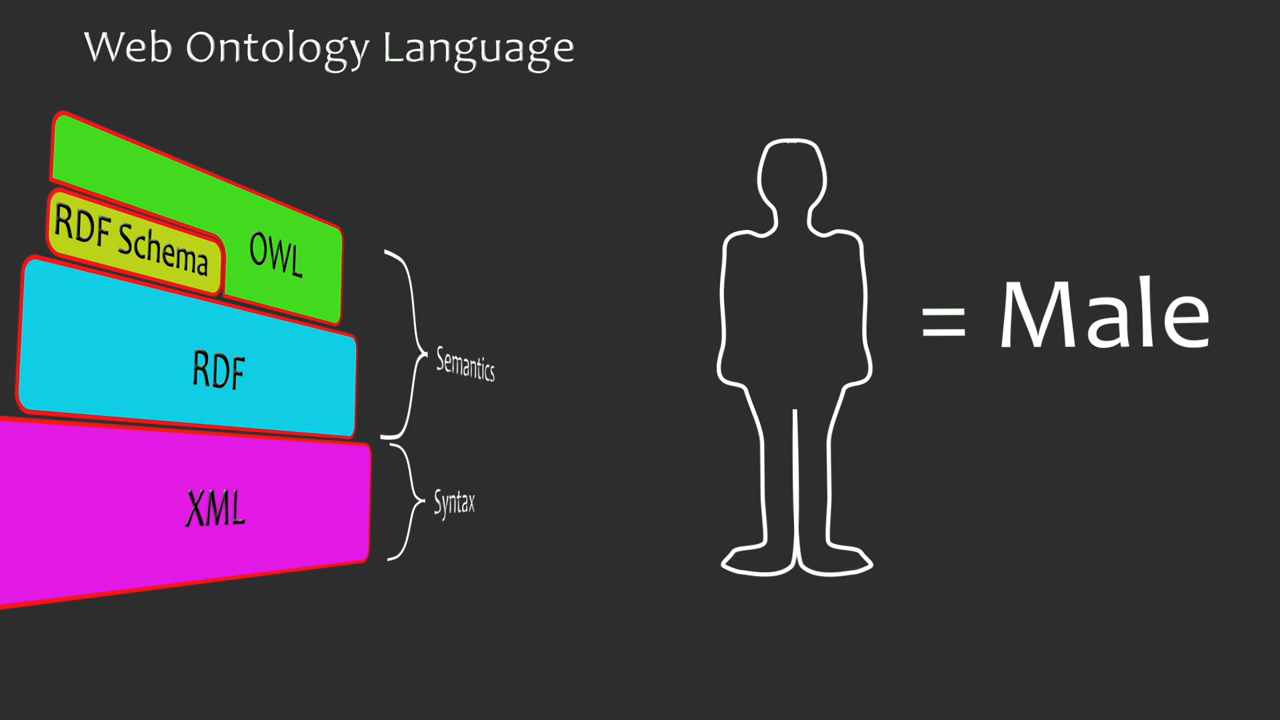 Web Ontology Language
RDF Schema
OWL
RDF
Semantics
XML
Syntax
= Male